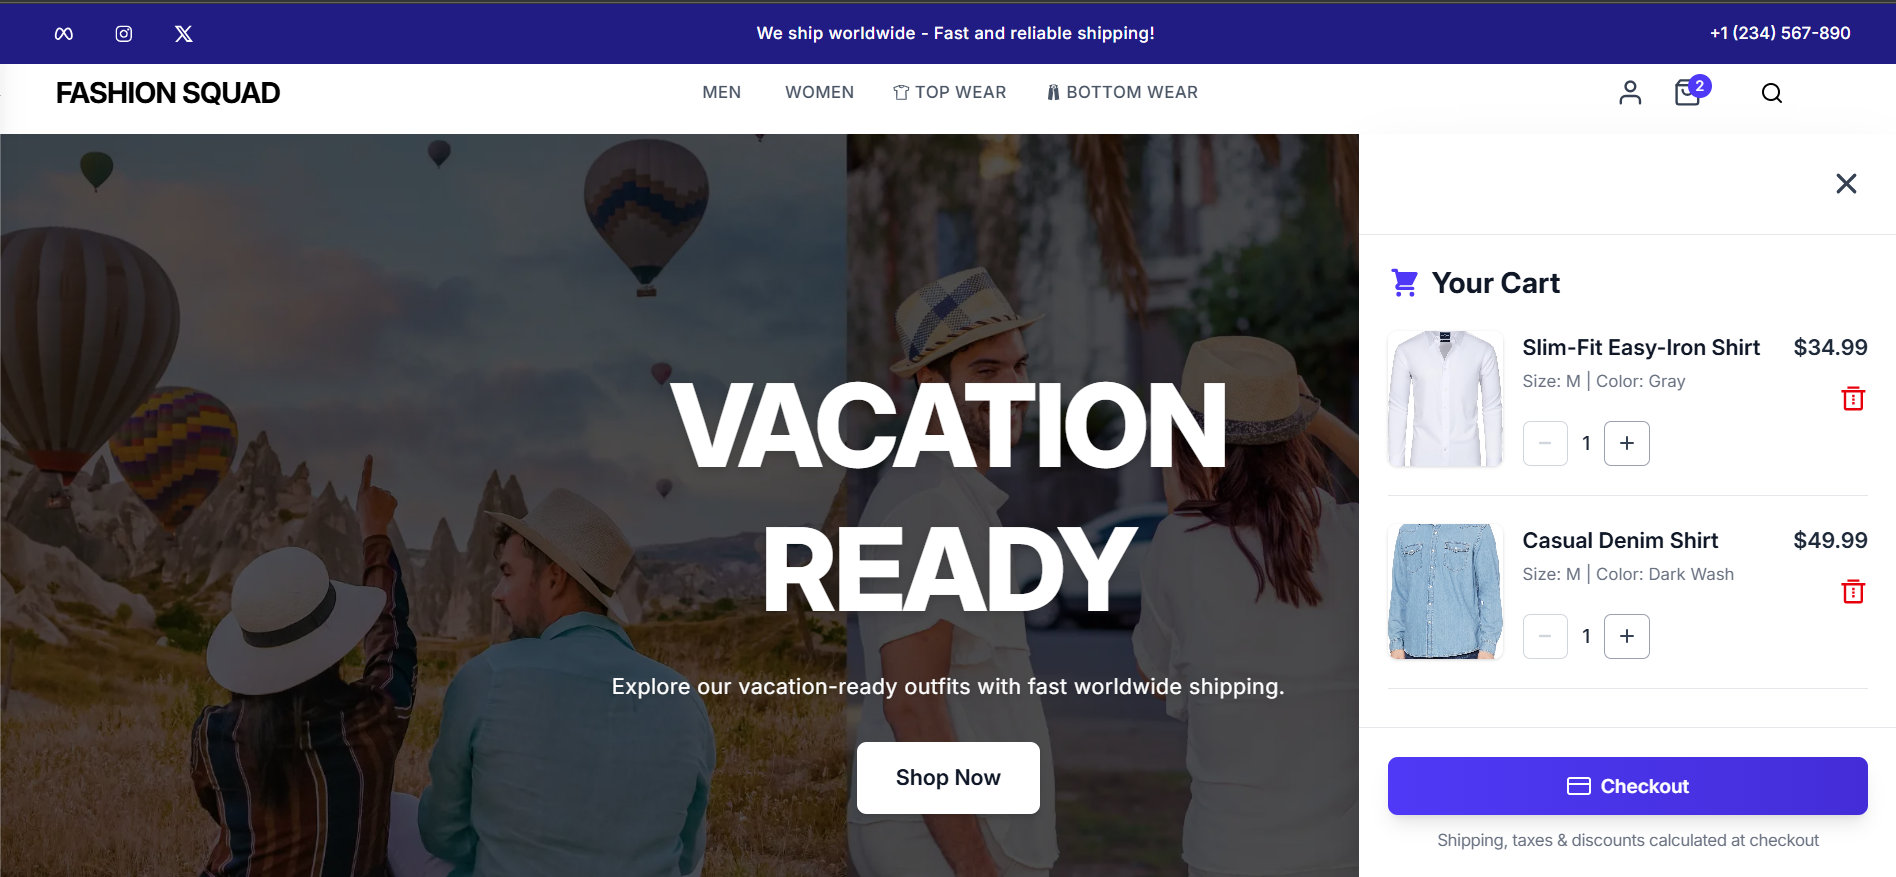 We ship worldwide - Fast and reliable shipping!
+1 (234) 567-890
FASHION SQUAD
MEN
WOMEN
TOP WEAR
BOTTOM WEAR
2
VACATION
READY
Explore our vacation-ready outfits with fast worldwide shipping.
Shop Now
Your Cart
Slim-Fit Easy-Iron Shirt
$34.99
Size: M | Color: Gray
− 1 +
Casual Denim Shirt
$49.99
Size: M | Color: Dark Wash
− 1 +
Checkout
Shipping, taxes & discounts calculated at checkout